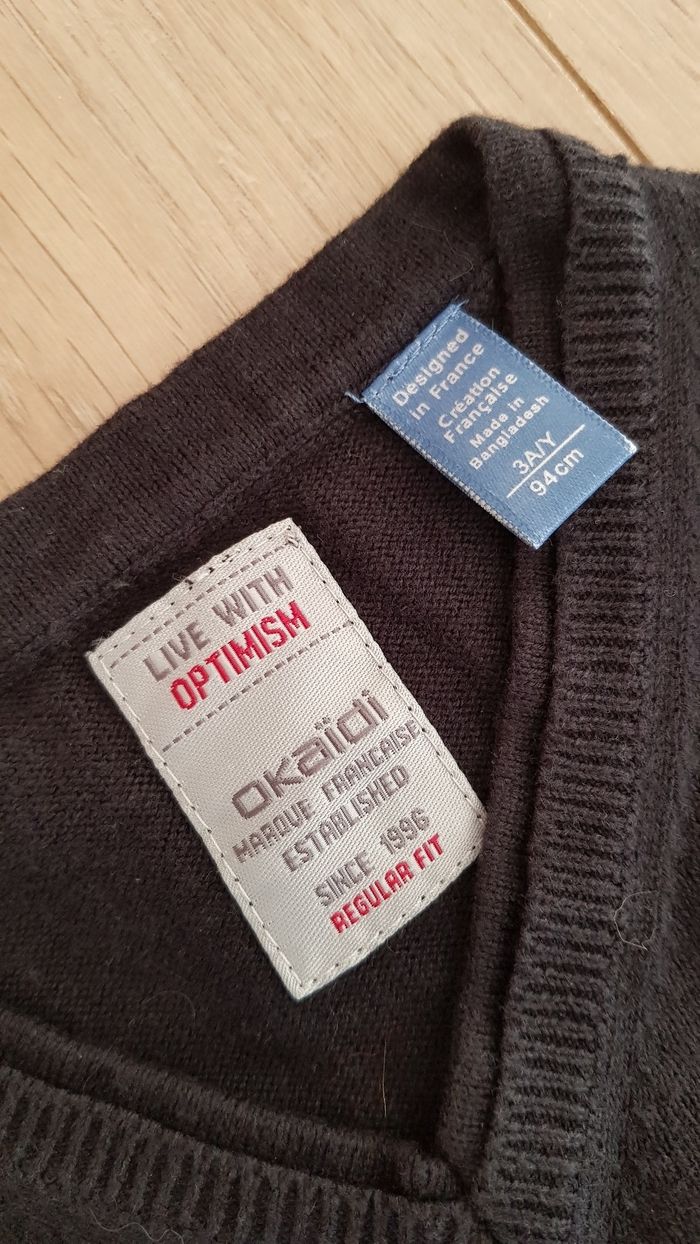 Designed
in France
Création
Française
Made in
Bangladesh
3A/Y
94cm
LIVE WITH
OPTIMISM
okaïdi
MARQUE FRANCAISE
ESTABLISHED
SINCE 1996
REGULAR FIT